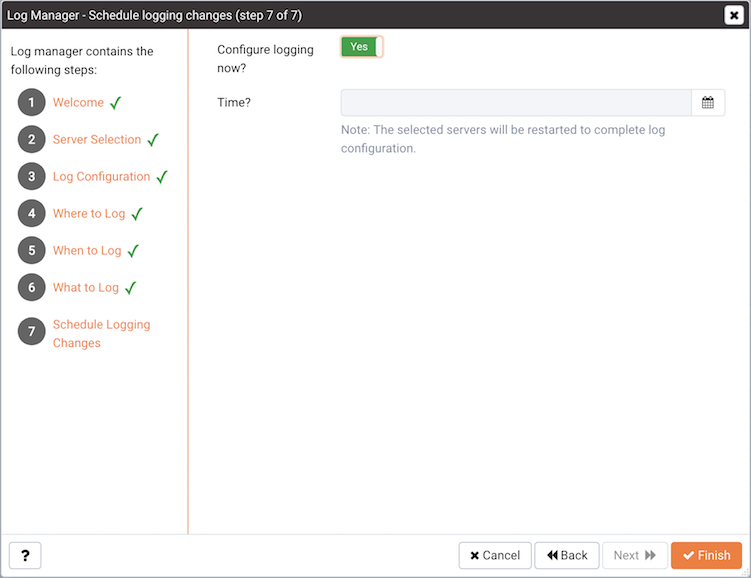 Log Manager - Schedule logging changes (step 7 of 7)
Log manager contains the
following steps:
1 Welcome
2 Server Selection
3 Log Configuration
4 Where to Log
5 When to Log
6 What to Log
7 Schedule Logging
Changes
Configure logging
now?
Yes
Time?
Note: The selected servers will be restarted to complete log
configuration.
? Cancel Back Next Finish